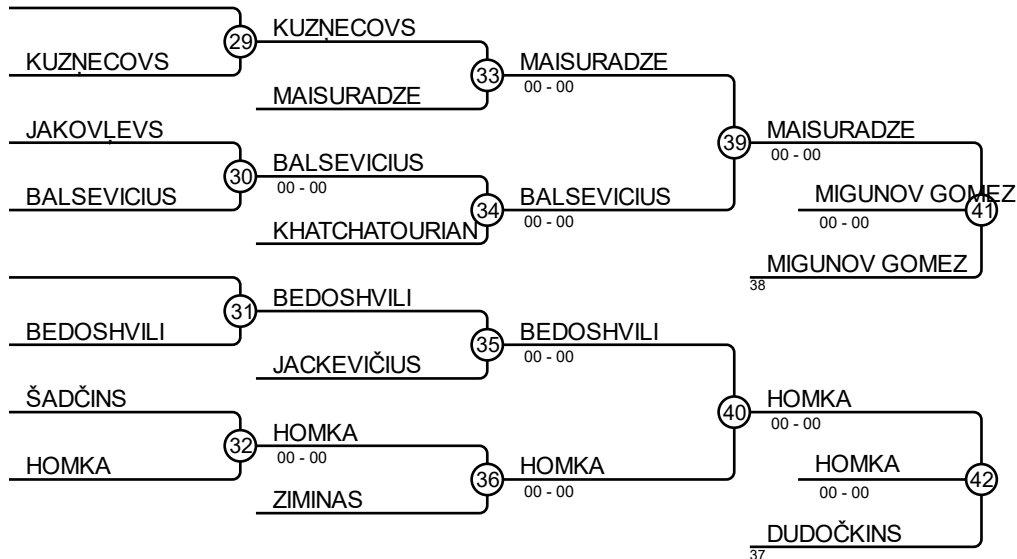 KUZŅECOVS
29
KUZŅECOVS
MAISURADZE
33
MAISURADZE
00 - 00
JAKOVĻEVS
BALSEVICIUS
30
BALSEVICIUS
00 - 00
KHATCHATOURIAN
34
BALSEVICIUS
00 - 00
39
MAISURADZE
00 - 00
MIGUNOV GOMEZ
00 - 00
41
MIGUNOV GOMEZ
38
BEDOSHVILI
31
BEDOSHVILI
JACKEVIČIUS
35
BEDOSHVILI
00 - 00
ŠADČINS
HOMKA
32
HOMKA
00 - 00
ZIMINAS
36
HOMKA
00 - 00
40
HOMKA
00 - 00
HOMKA
00 - 00
42
DUDOČKINS
37